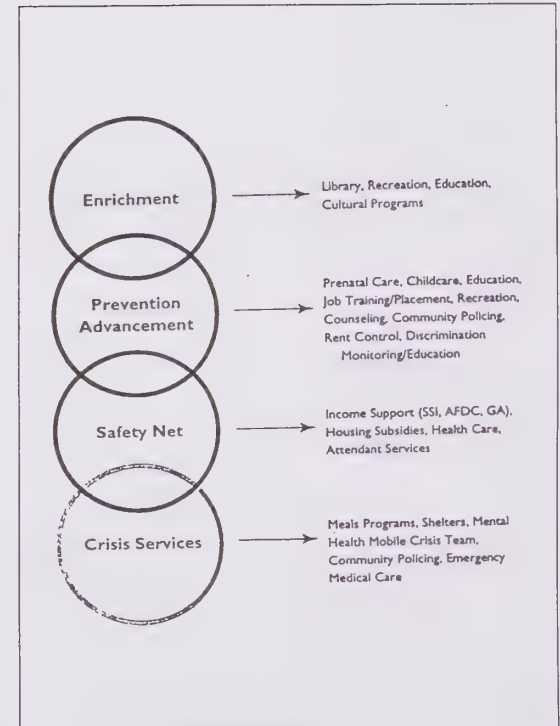 Enrichment
Library, Recreation, Education,
Cultural Programs
Prevention
Advancement
Prenatal Care, Childcare, Education,
Job Training/Placement, Recreation,
Counseling, Community Policing,
Rent Control, Discrimination
Monitoring/Education
Safety Net
Income Support (SSI, AFDC, GA),
Housing Subsidies, Health Care,
Attendant Services
Crisis Services
Meals Programs, Shelters, Mental
Health Mobile Crisis Team,
Community Policing, Emergency
Medical Care